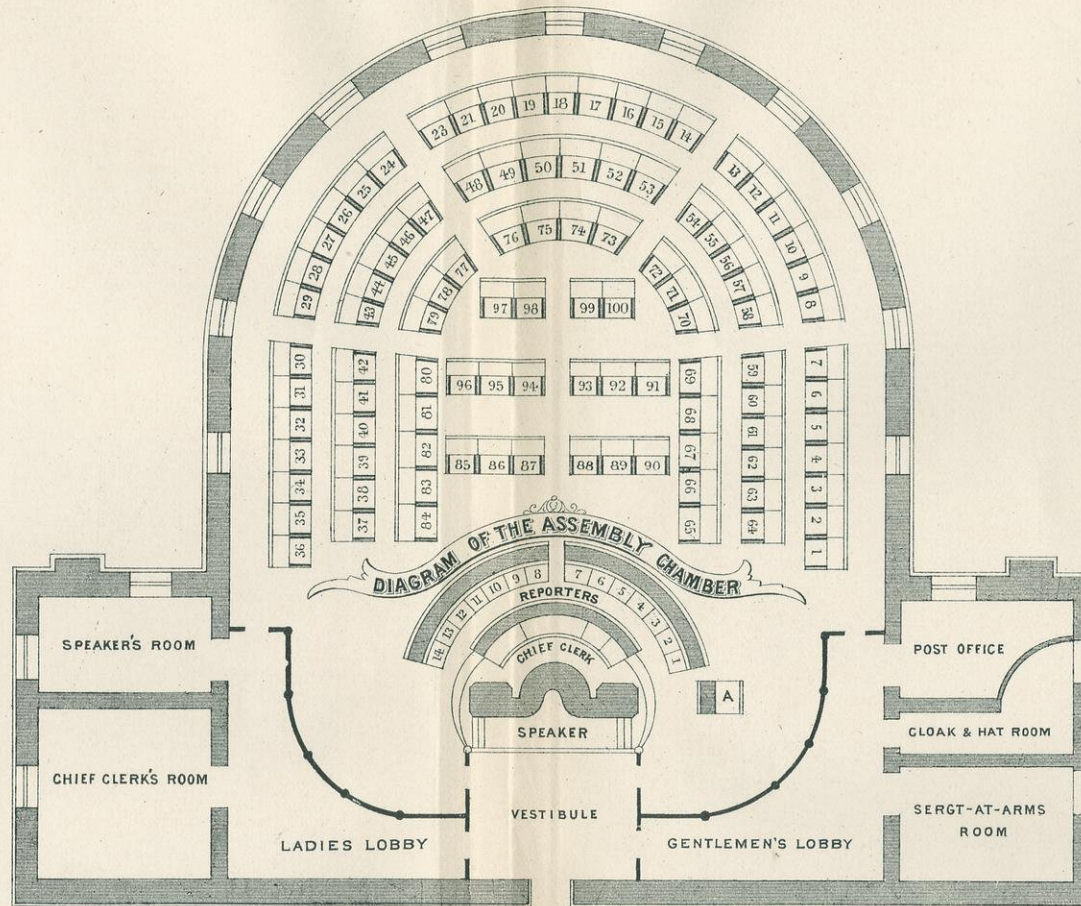 23 21 20 19 18 17 16 15 14
48 49 50 51 52 53
76 75 74 73
24 25 26 27 28 29
47 46 45 44 43
77 78 79
13 12 11 10 9 8
54 55 56 57 58
72 71 70
97 98 99 100
30 31 32 33 34 35 36
42 41 40 39 38 37
80 81 82 83 84
96 95 94 93 92 91
85 86 87 88 89 90
69 68 67 66 65
59 60 61 62 63 64
7 6 5 4 3 2 1
DIAGRAM OF THE ASSEMBLY CHAMBER
14 13 12 11 10 9 8 7 6 5 4 3 2 1
REPORTERS
CHIEF CLERK
SPEAKER
A
SPEAKER'S ROOM
CHIEF CLERK'S ROOM
LADIES LOBBY
VESTIBULE
GENTLEMEN'S LOBBY
POST OFFICE
CLOAK & HAT ROOM
SERGT-AT-ARMS
ROOM